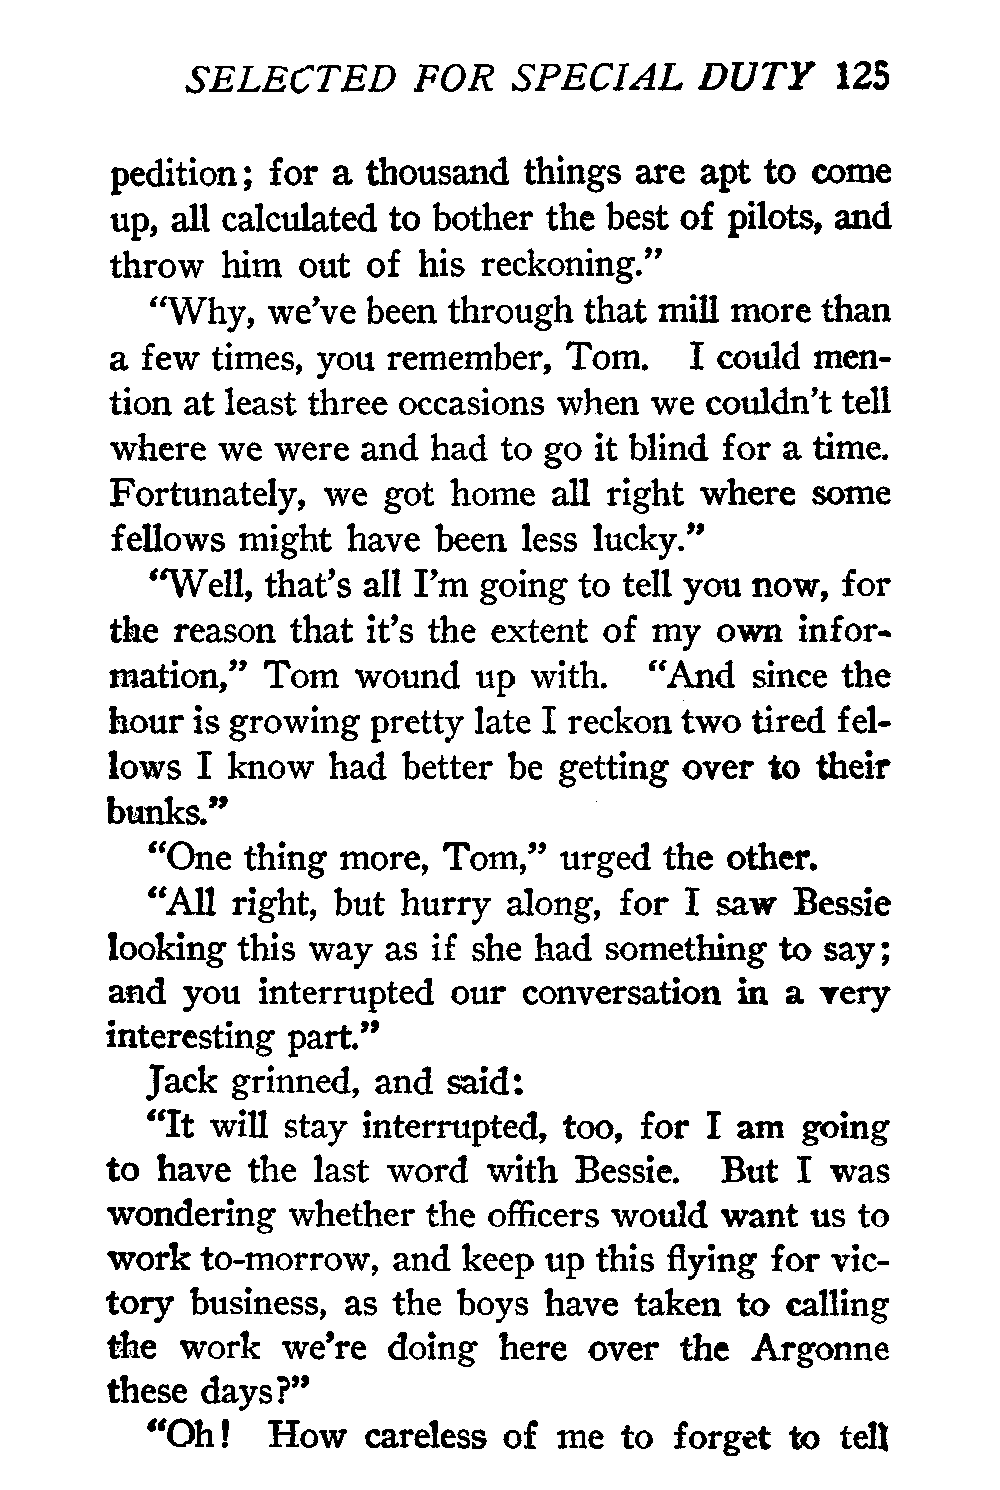 SELECTED FOR SPECIAL DUTY 125
pedition; for a thousand things are apt to come
up, all calculated to bother the best of pilots, and
throw him out of his reckoning."
"Why, we've been through that mill more than
a few times, you remember, Tom. I could men-
tion at least three occasions when we couldn't tell
where we were and had to go it blind for a time.
Fortunately, we got home all right where some
fellows might have been less lucky."
"Well, that's all I'm going to tell you now, for
the reason that it's the extent of my own infor-
mation," Tom wound up with. "And since the
hour is growing pretty late I reckon two tired fel-
lows I know had better be getting over to their
bunks."
"One thing more, Tom," urged the other.
"All right, but hurry along, for I saw Bessie
looking this way as if she had something to say;
and you interrupted our conversation in a very
interesting part."
Jack grinned, and said:
"It will stay interrupted, too, for I am going
to have the last word with Bessie. But I was
wondering whether the officers would want us to
work to-morrow, and keep up this flying for vic-
tory business, as the boys have taken to calling
the work we're doing here over the Argonne
these days?"
"Oh! How careless of me to forget to tell